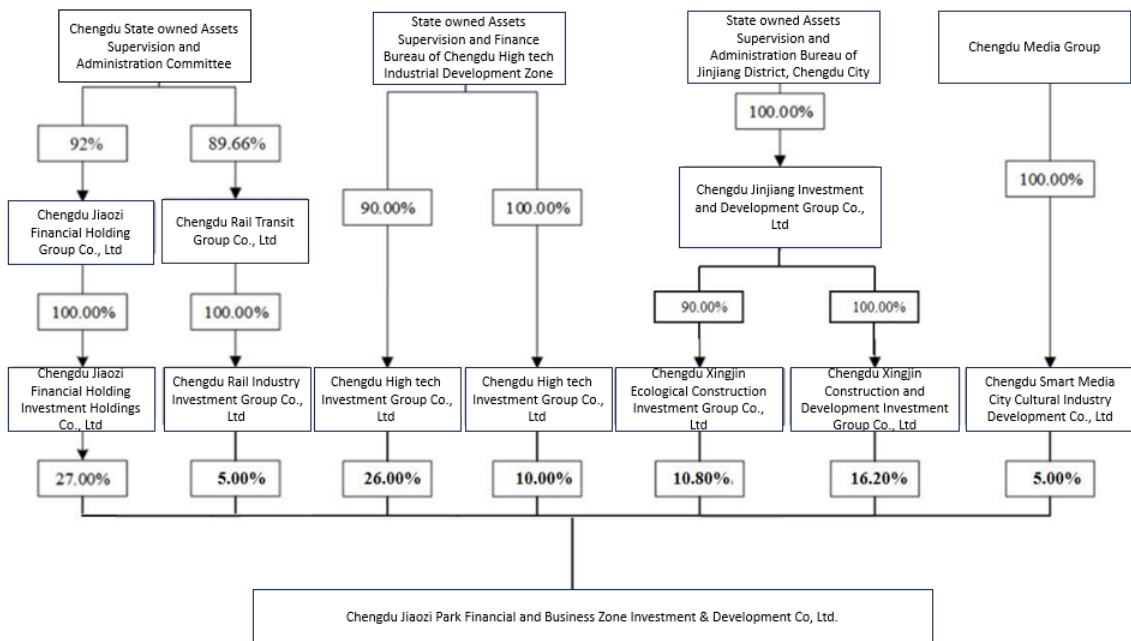 Chengdu State owned Assets
Supervision and
Administration Committee
State owned Assets
Supervision and Finance
Bureau of Chengdu High tech
Industrial Development Zone
State owned Assets
Supervision and
Administration Bureau of
Jinjiang District, Chengdu City
Chengdu Media Group
92%
89.66%
90.00%
100.00%
100.00%
100.00%
Chengdu Jiaozi
Financial Holding
Group Co., Ltd
Chengdu Rail Transit
Group Co., Ltd
Chengdu Jinjiang Investment
and Development Group Co.,
Ltd
100.00%
100.00%
90.00%
100.00%
Chengdu Jiaozi
Financial Holding
Investment Holdings
Co., Ltd
Chengdu Rail Industry
Investment Group Co.,
Ltd
Chengdu High tech
Investment Group Co.,
Ltd
Chengdu High tech
Investment Group Co.,
Ltd
Chengdu Xingjin
Ecological Construction
Investment Group Co.,
Ltd
Chengdu Xingjin
Construction and
Development Investment
Group Co., Ltd
Chengdu Smart Media
City Cultural Industry
Development Co., Ltd
27.00%
5.00%
26.00%
10.00%
10.80%
16.20%
5.00%
Chengdu Jiaozi Park Financial and Business Zone Investment & Development Co, Ltd.